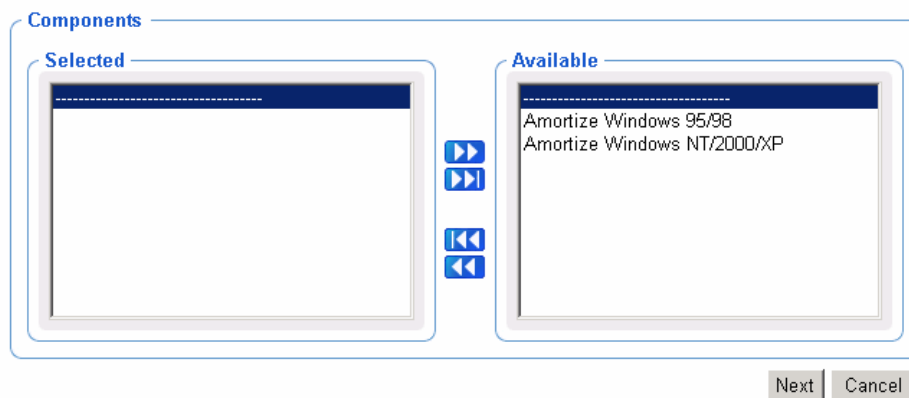 Components
Selected
Available
------------------------------------
------------------------------------
Amortize Windows 95/98
Amortize Windows NT/2000/XP
Next
Cancel